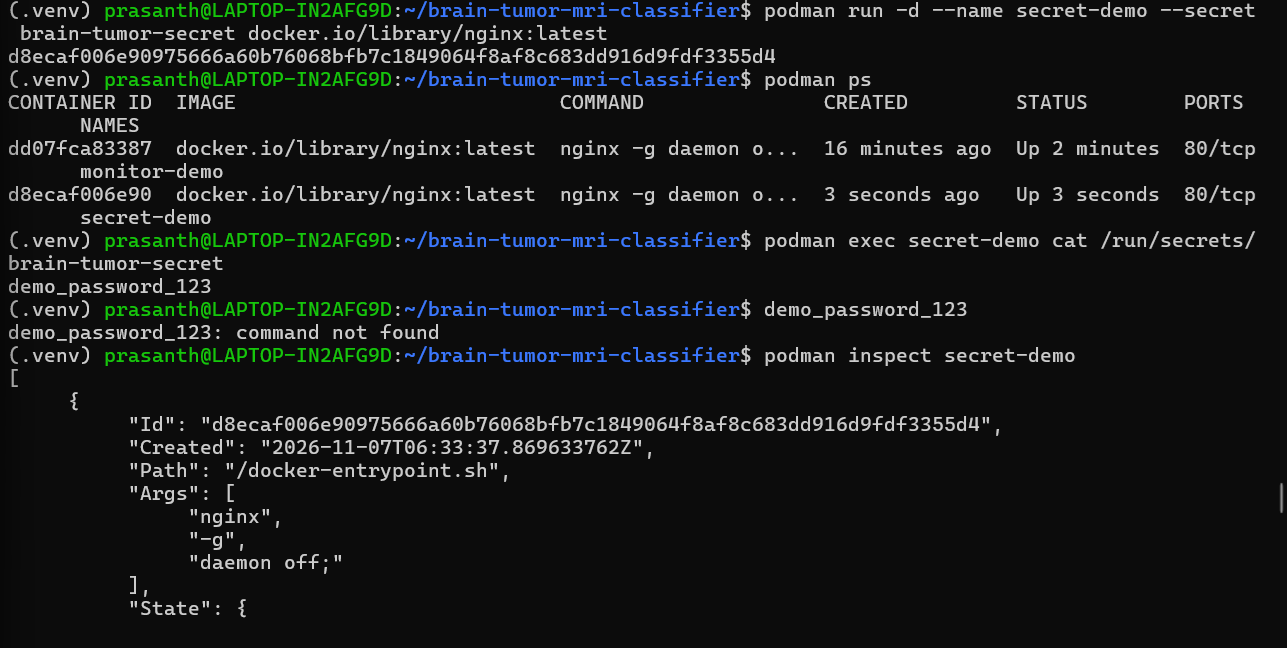 (.venv) prasanth@LAPTOP-IN2AFG9D:~/brain-tumor-mri-classifier$ podman run -d --name secret-demo --secret
 brain-tumor-secret docker.io/library/nginx:latest
d8ecaf006e90975666a60b76068bfb7c1849064f8af8c683dd916d9fdf3355d4
(.venv) prasanth@LAPTOP-IN2AFG9D:~/brain-tumor-mri-classifier$ podman ps
CONTAINER ID  IMAGE                           COMMAND               CREATED         STATUS        PORTS
      NAMES
dd07fca83387  docker.io/library/nginx:latest  nginx -g daemon o...  16 minutes ago  Up 2 minutes  80/tcp
      monitor-demo
d8ecaf006e90  docker.io/library/nginx:latest  nginx -g daemon o...  3 seconds ago   Up 3 seconds  80/tcp
      secret-demo
(.venv) prasanth@LAPTOP-IN2AFG9D:~/brain-tumor-mri-classifier$ podman exec secret-demo cat /run/secrets/
brain-tumor-secret
demo_password_123
(.venv) prasanth@LAPTOP-IN2AFG9D:~/brain-tumor-mri-classifier$ demo_password_123
demo_password_123: command not found
(.venv) prasanth@LAPTOP-IN2AFG9D:~/brain-tumor-mri-classifier$ podman inspect secret-demo
[
     {
          "Id": "d8ecaf006e90975666a60b76068bfb7c1849064f8af8c683dd916d9fdf3355d4",
          "Created": "2026-11-07T06:33:37.869633762Z",
          "Path": "/docker-entrypoint.sh",
          "Args": [
               "nginx",
               "-g",
               "daemon off;"
          ],
          "State": {